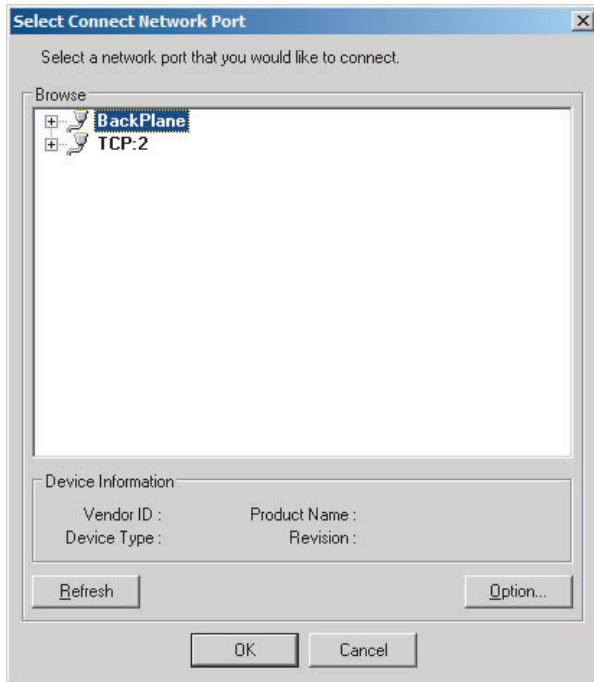 Select Connect Network Port
Select a network port that you would like to connect.
Browse
BackPlane
TCP:2
Device Information
Vendor ID : Product Name :
Device Type : Revision :
Refresh Option...
OK Cancel